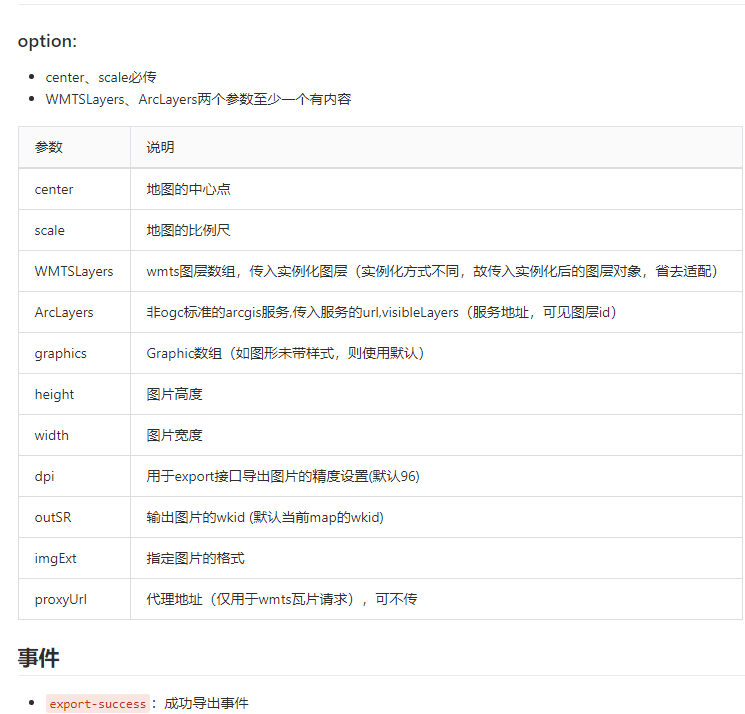 option:
center、scale必传
WMTSLayers、ArcLayers两个参数至少一个有内容
参数 说明
center 地图的中心点
scale 地图的比例尺
WMTSLayers wmts图层数组，传入实例化图层（实例化方式不同，故传入实例化后的图层对象，省去适配）
ArcLayers 非ogc标准的arcgis服务,传入服务的url,visibleLayers（服务地址，可见图层id）
graphics Graphic数组（如图形未带样式，则使用默认）
height 图片高度
width 图片宽度
dpi 用于export接口导出图片的精度设置(默认96)
outSR 输出图片的wkid (默认当前map的wkid)
imgExt 指定图片的格式
proxyUrl 代理地址（仅用于wmts瓦片请求），可不传
事件
export-success：成功导出事件